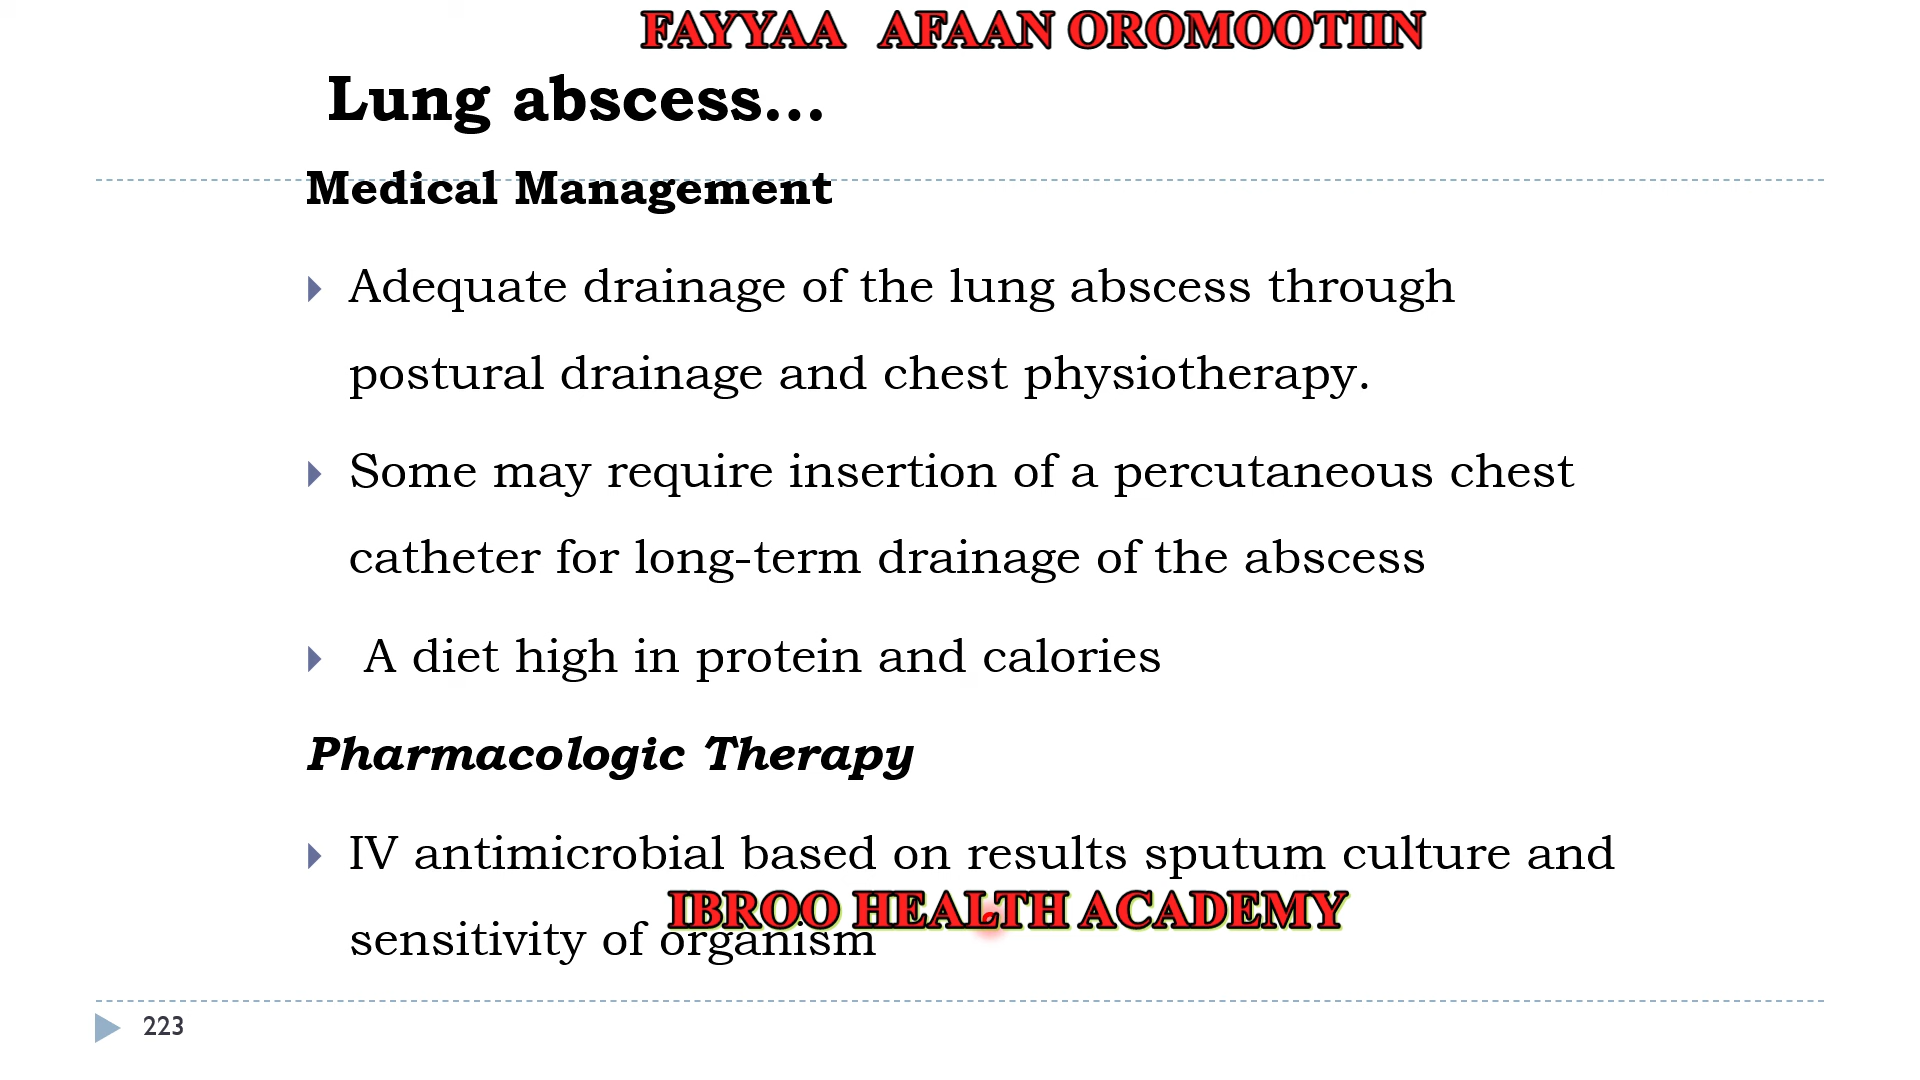 FAYYAA AFAAN OROMOOTIIN
Lung abscess…
Medical Management
Adequate drainage of the lung abscess through
postural drainage and chest physiotherapy.
Some may require insertion of a percutaneous chest
catheter for long-term drainage of the abscess
A diet high in protein and calories
Pharmacologic Therapy
IV antimicrobial based on results sputum culture and
IBROO HEALTH ACADEMY
sensitivity of organism
223